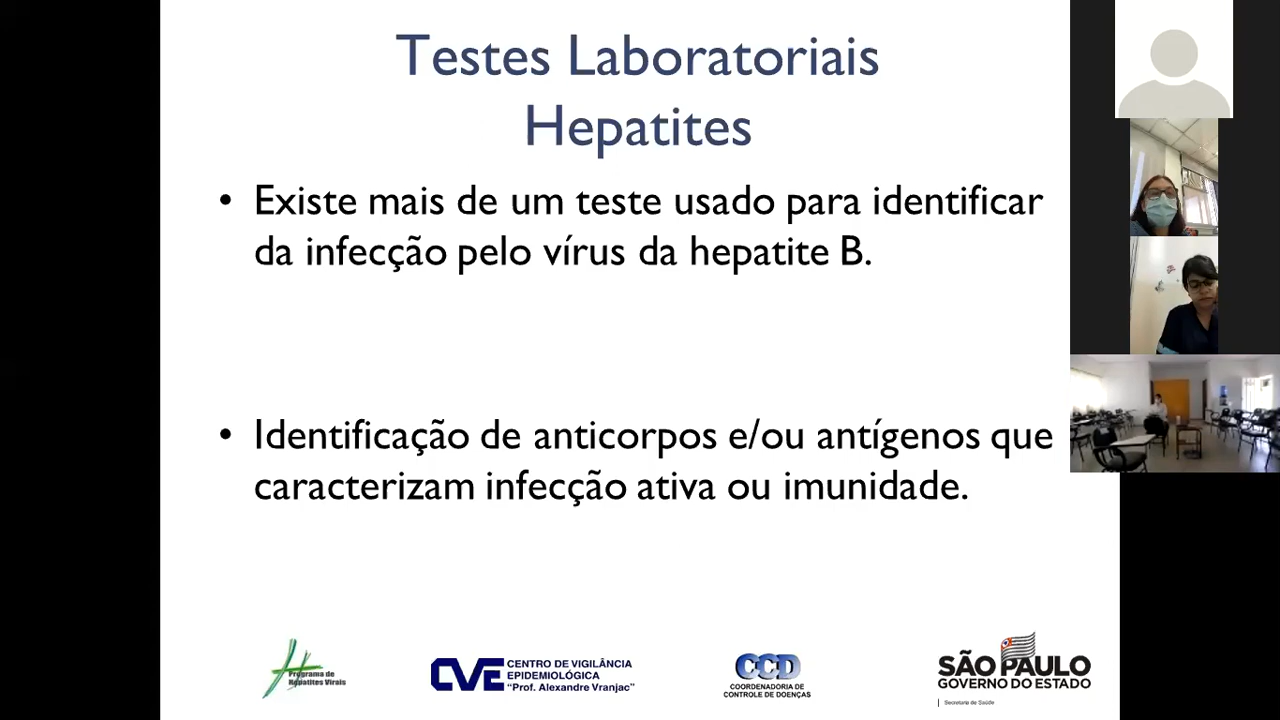 Testes Laboratoriais
Hepatites
• Existe mais de um teste usado para identificar
da infecção pelo vírus da hepatite B.
• Identificação de anticorpos e/ou antígenos que
caracterizam infecção ativa ou imunidade.
Programa de
Hepatites Virais
CVE
CENTRO DE VIGILÂNCIA
EPIDEMIOLÓGICA
“Prof. Alexandre Vranjac”
CCD
COORDENADORIA DE
CONTROLE DE DOENÇAS
SÃO PAULO
GOVERNO DO ESTADO
Secretaria de Saúde